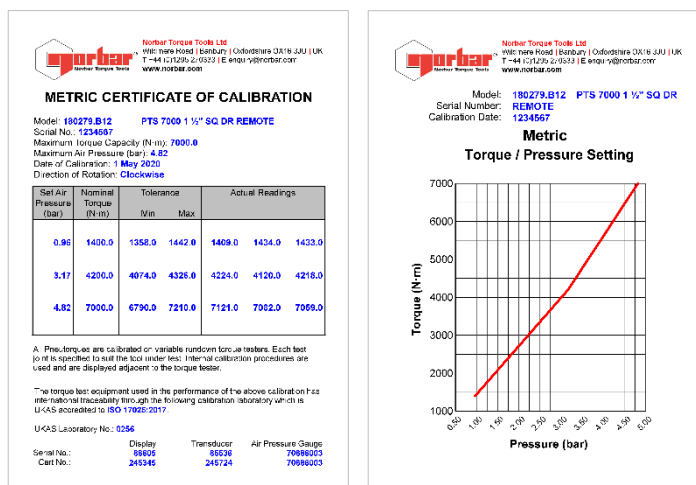 norbar
Norbar Torque Tools
Norbar Torque Tools Ltd
Wildmere Road | Banbury | Oxfordshire OX16 3JU | UK
T +44 (0)1295 270333 | E enquiry@norbar.com
www.norbar.com
METRIC CERTIFICATE OF CALIBRATION
Model: 180279.B12 PTS 7000 1 ½" SQ DR REMOTE
Serial No.: 1234567
Maximum Torque Capacity (N·m): 7000.0
Maximum Air Pressure (bar): 4.82
Date of Calibration: 1 May 2020
Direction of Rotation: Clockwise
Set Air Pressure (bar) Nominal Torque (N·m) Tolerance Min Max Actual Readings
0.96 1400.0 1358.0 1442.0 1409.0 1434.0 1433.0
3.17 4200.0 4074.0 4326.0 4224.0 4120.0 4218.0
4.82 7000.0 6790.0 7210.0 7121.0 7082.0 7059.0
All Pneutorques are calibrated on variable rundown torque testers. Each test
joint is specified to suit the tool under test. Internal calibration procedures are
used and are displayed adjacent to the torque tester.
The torque test equipment used in the performance of the above calibration has
international traceability through the following calibration laboratory which is
UKAS accredited to ISO 17025:2017.
UKAS Laboratory No.: 0256
Display Transducer Air Pressure Gauge
Serial No.: 88605 85536 70686003
Cert No.: 245345 245724 70686003
norbar
Norbar Torque Tools
Norbar Torque Tools Ltd
Wildmere Road | Banbury | Oxfordshire OX16 3JU | UK
T +44 (0)1295 270333 | E enquiry@norbar.com
www.norbar.com
Model: 180279.B12 PTS 7000 1 ½" SQ DR
Serial Number: REMOTE
Calibration Date: 1234567
Metric
Torque / Pressure Setting
7000
6000
5000
4000
3000
2000
1000
Torque (N·m)
0.50 1.00 1.50 2.00 2.50 3.00 3.50 4.00 4.50 5.00
Pressure (bar)